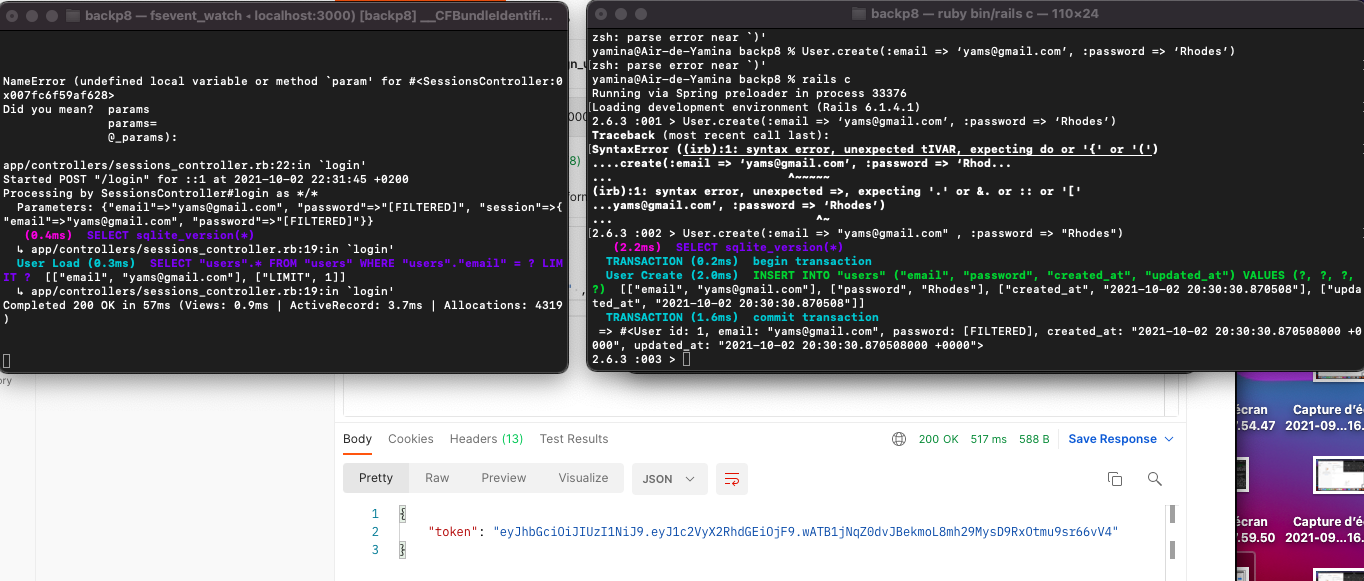 backp8 — fsevent_watch ◂ localhost:3000) [backp8] __CFBundleIdentifi...
NameError (undefined local variable or method `param' for #<SessionsController:0
x007fc6f59af628>
Did you mean?  params
               params=
               @_params):
app/controllers/sessions_controller.rb:22:in `login'
Started POST "/login" for ::1 at 2021-10-02 22:31:45 +0200
Processing by SessionsController#login as */*
  Parameters: {"email"=>"yams@gmail.com", "password"=>"[FILTERED]", "session"=>{
"email"=>"yams@gmail.com", "password"=>"[FILTERED]"}}
   (0.4ms)  SELECT sqlite_version(*)
  ↳ app/controllers/sessions_controller.rb:19:in `login'
  User Load (0.3ms)  SELECT "users".* FROM "users" WHERE "users"."email" = ? LIM
IT ?  [["email", "yams@gmail.com"], ["LIMIT", 1]]
  ↳ app/controllers/sessions_controller.rb:19:in `login'
Completed 200 OK in 57ms (Views: 0.9ms | ActiveRecord: 3.7ms | Allocations: 4319
)
backp8 — ruby bin/rails c — 110×24
zsh: parse error near `)'
yamina@Air-de-Yamina backp8 % User.create(:email => ‘yams@gmail.com’, :password => ‘Rhodes’)
zsh: parse error near `)'
yamina@Air-de-Yamina backp8 % rails c
Running via Spring preloader in process 33376
Loading development environment (Rails 6.1.4.1)
2.6.3 :001 > User.create(:email => ‘yams@gmail.com’, :password => ‘Rhodes’)
Traceback (most recent call last):
SyntaxError ((irb):1: syntax error, unexpected tIVAR, expecting do or '{' or '(')
....create(:email => ‘yams@gmail.com’, :password => ‘Rhod...
...                         ^~~~~~
(irb):1: syntax error, unexpected =>, expecting '.' or &. or :: or '['
...yams@gmail.com’, :password => ‘Rhodes’)
...                             ^~
2.6.3 :002 > User.create(:email => "yams@gmail.com" , :password => "Rhodes")
   (2.2ms)  SELECT sqlite_version(*)
  TRANSACTION (0.2ms)  begin transaction
  User Create (2.0ms)  INSERT INTO "users" ("email", "password", "created_at", "updated_at") VALUES (?, ?, ?,
?)  [["email", "yams@gmail.com"], ["password", "Rhodes"], ["created_at", "2021-10-02 20:30:30.870508"], ["upda
ted_at", "2021-10-02 20:30:30.870508"]]
  TRANSACTION (1.6ms)  commit transaction
 => #<User id: 1, email: "yams@gmail.com", password: [FILTERED], created_at: "2021-10-02 20:30:30.870508000 +0
000", updated_at: "2021-10-02 20:30:30.870508000 +0000">
2.6.3 :003 >
Body Cookies Headers (13) Test Results 200 OK 517 ms 588 B Save Response
Pretty Raw Preview Visualize JSON
1 {
2 "token": "eyJhbGciOiJIUzI1NiJ9.eyJ1c2VyX2RhdGEiOjF9.wATB1jNqZ0dvJBekmoL8mh29MysD9RxOtmu9sr66vV4"
3 }
écran
.54.47
Capture d'é
2021-09...16.
écran
.59.50
Capture d'é
2021-09...16.